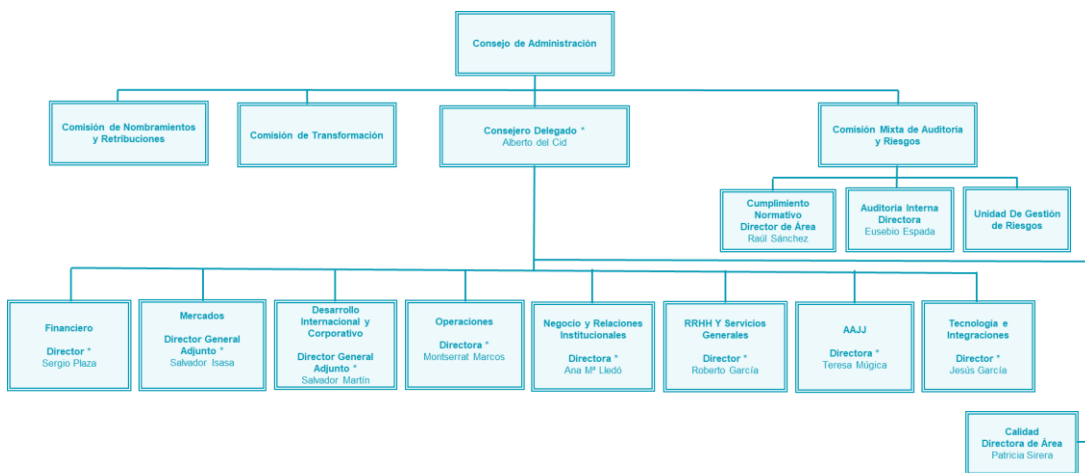 Consejo de Administración
Comisión de Nombramientos
y Retribuciones
Comisión de Transformación
Consejero Delegado *
Alberto del Cid
Comisión Mixta de Auditoría
y Riesgos
Cumplimiento
Normativo
Director de Área
Raúl Sánchez
Auditoría Interna
Directora
Eusebio Espada
Unidad De Gestión
de Riesgos
Financiero
Director *
Sergio Plaza
Mercados
Director General
Adjunto *
Salvador Isasa
Desarrollo
Internacional y
Corporativo
Director General
Adjunto *
Salvador Martín
Operaciones
Directora *
Montserrat Marcos
Negocio y Relaciones
Institucionales
Directora *
Ana Mª Lledó
RRHH Y Servicios
Generales
Director *
Roberto García
AAJJ
Directora *
Teresa Múgica
Tecnología e
Integraciones
Director *
Jesús García
Calidad
Directora de Área
Patricia Sirera